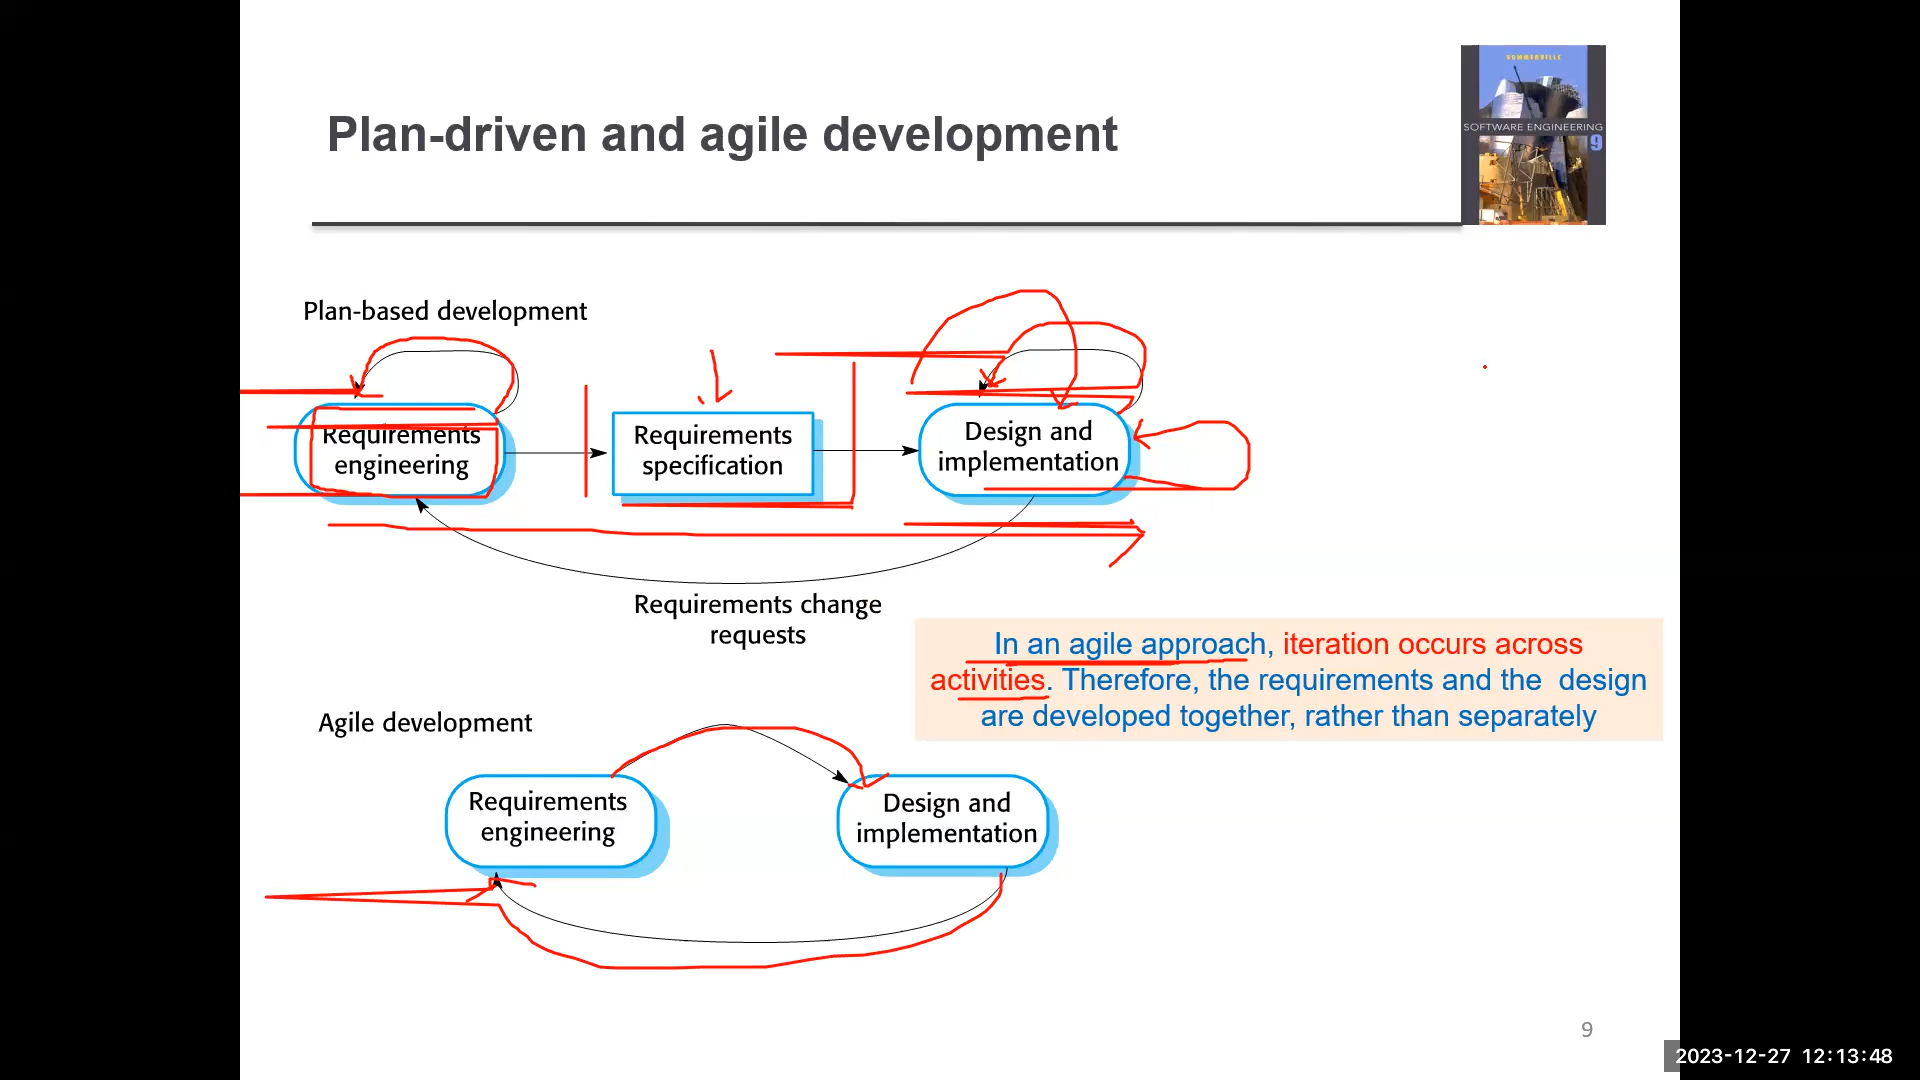 SOMMERVILLE
SOFTWARE ENGINEERING
9
Plan-driven and agile development
Plan-based development
Requirements
engineering
Requirements
specification
Design and
implementation
Requirements change
requests
In an agile approach, iteration occurs across
activities. Therefore, the requirements and the design
are developed together, rather than separately
Agile development
Requirements
engineering
Design and
implementation
9
2023-12-27 12:13:48